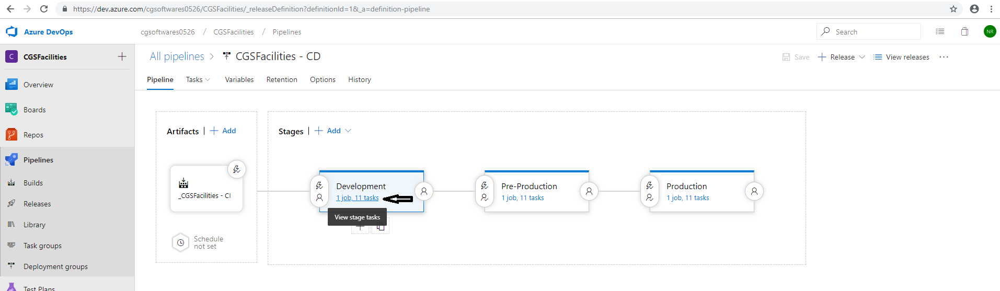 https://dev.azure.com/cgsoftwares0526/CGSFacilities/_releaseDefinition?definitionId=1&_a=definition-pipeline
Azure DevOps
cgsoftwares0526 / CGSFacilities / Pipelines
Search
NR
C CGSFacilities
Overview
Boards
Repos
Pipelines
Builds
Releases
Library
Task groups
Deployment groups
Test Plans
All pipelines > CGSFacilities - CD
Save
Release
View releases
Pipeline Tasks Variables Retention Options History
Artifacts | Add
_CGSFacilities - CI
Schedule
not set
Stages | Add
Development
1 job, 11 tasks
View stage tasks
Pre-Production
1 job, 11 tasks
Production
1 job, 11 tasks